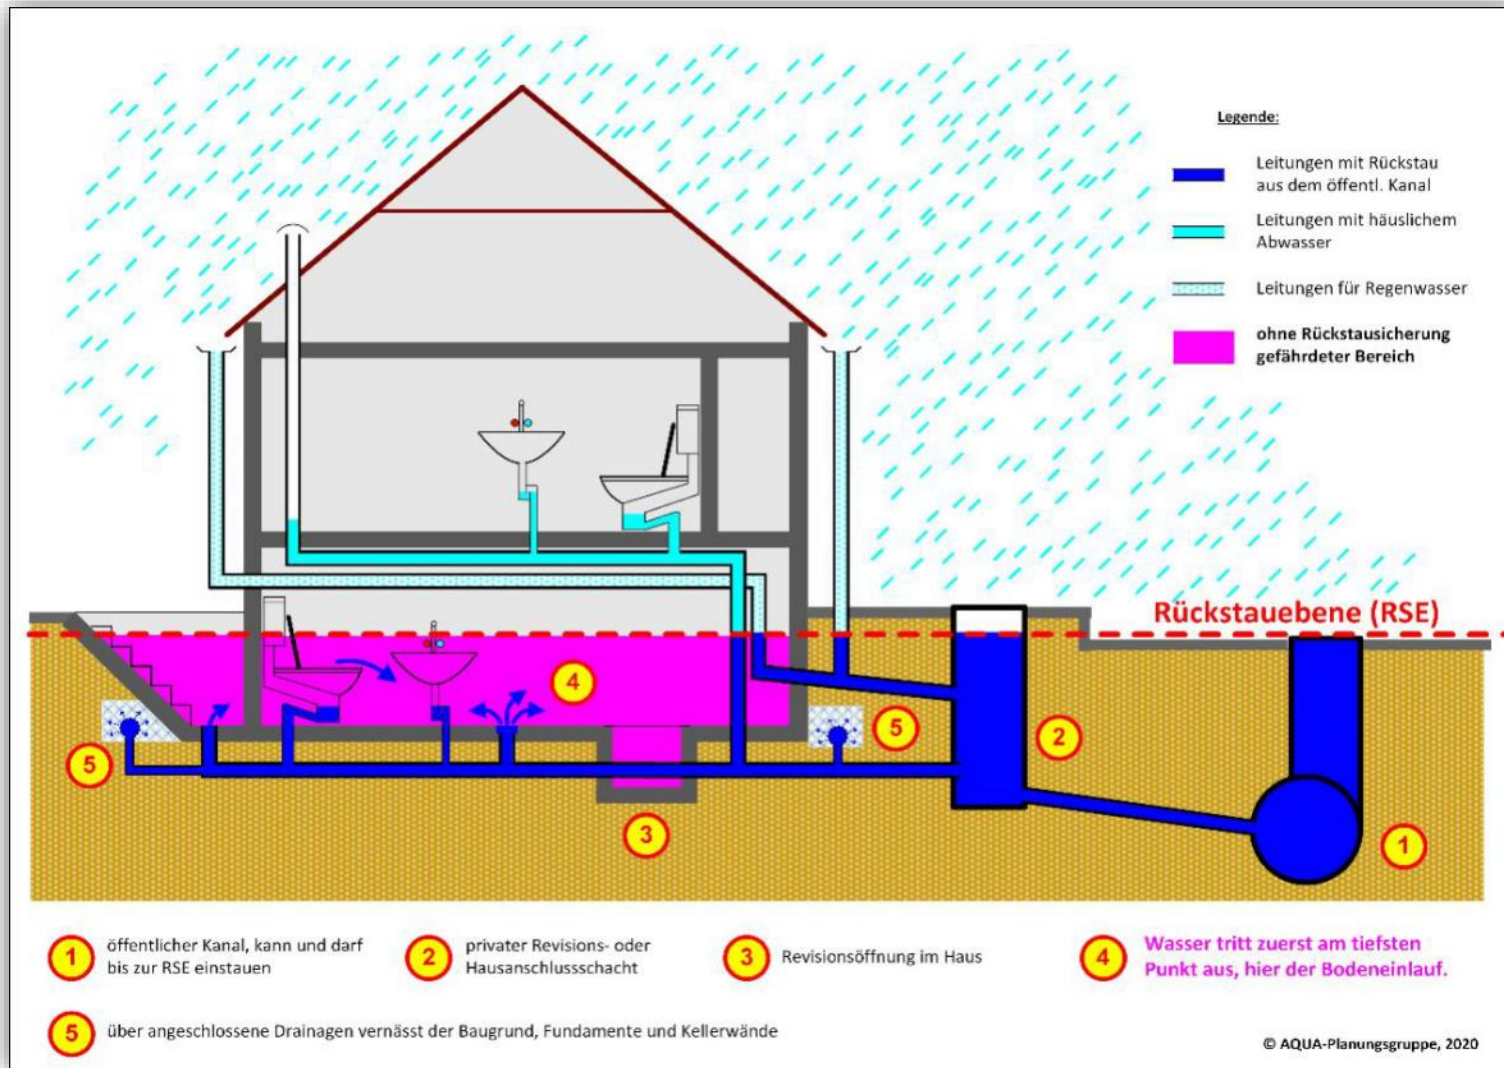 Legende:
Leitungen mit Rückstau
aus dem öffentl. Kanal
Leitungen mit häuslichem
Abwasser
Leitungen für Regenwasser
ohne Rückstausicherung
gefährdeter Bereich
Rückstauebene (RSE)
4
5
5
2
3
1
1
öffentlicher Kanal, kann und darf
bis zur RSE einstauen
2
privater Revisions- oder
Hausanschlussschacht
3
Revisionsöffnung im Haus
4
Wasser tritt zuerst am tiefsten
Punkt aus, hier der Bodeneinlauf.
5
über angeschlossene Drainagen vernässt der Baugrund, Fundamente und Kellerwände
© AQUA-Planungsgruppe, 2020